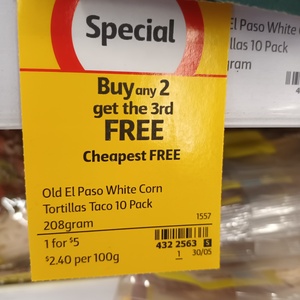 Special
Buy any 2
get the 3rd
FREE
Cheapest FREE
Old El Paso White Corn
Tortillas Taco 10 Pack
208gram
1557
1 for $5
$2.40 per 100g
432 2563 S
1 30/05
El Paso White
llas 10 Pack
gram